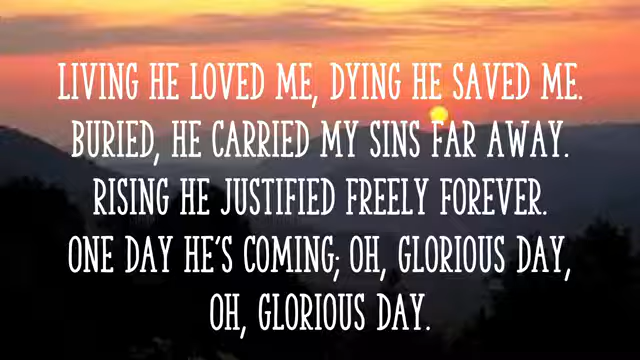 LIVING HE LOVED ME, DYING HE SAVED ME.
BURIED, HE CARRIED MY SINS FAR AWAY.
RISING HE JUSTIFIED FREELY FOREVER.
ONE DAY HE'S COMING; OH, GLORIOUS DAY,
OH, GLORIOUS DAY.